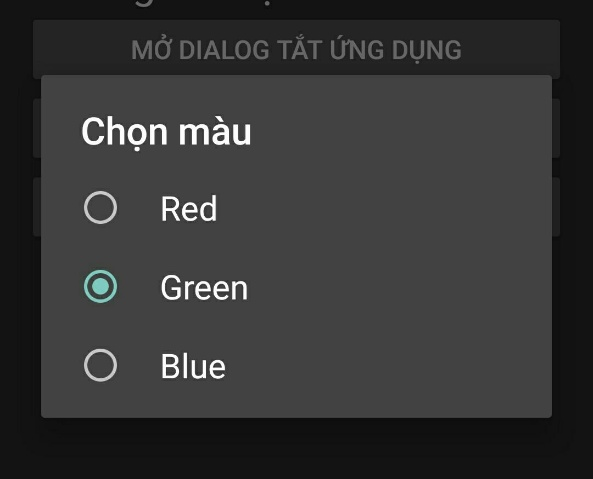 MỞ DIALOG TẮT ỨNG DỤNG
Chọn màu
Red
Green
Blue